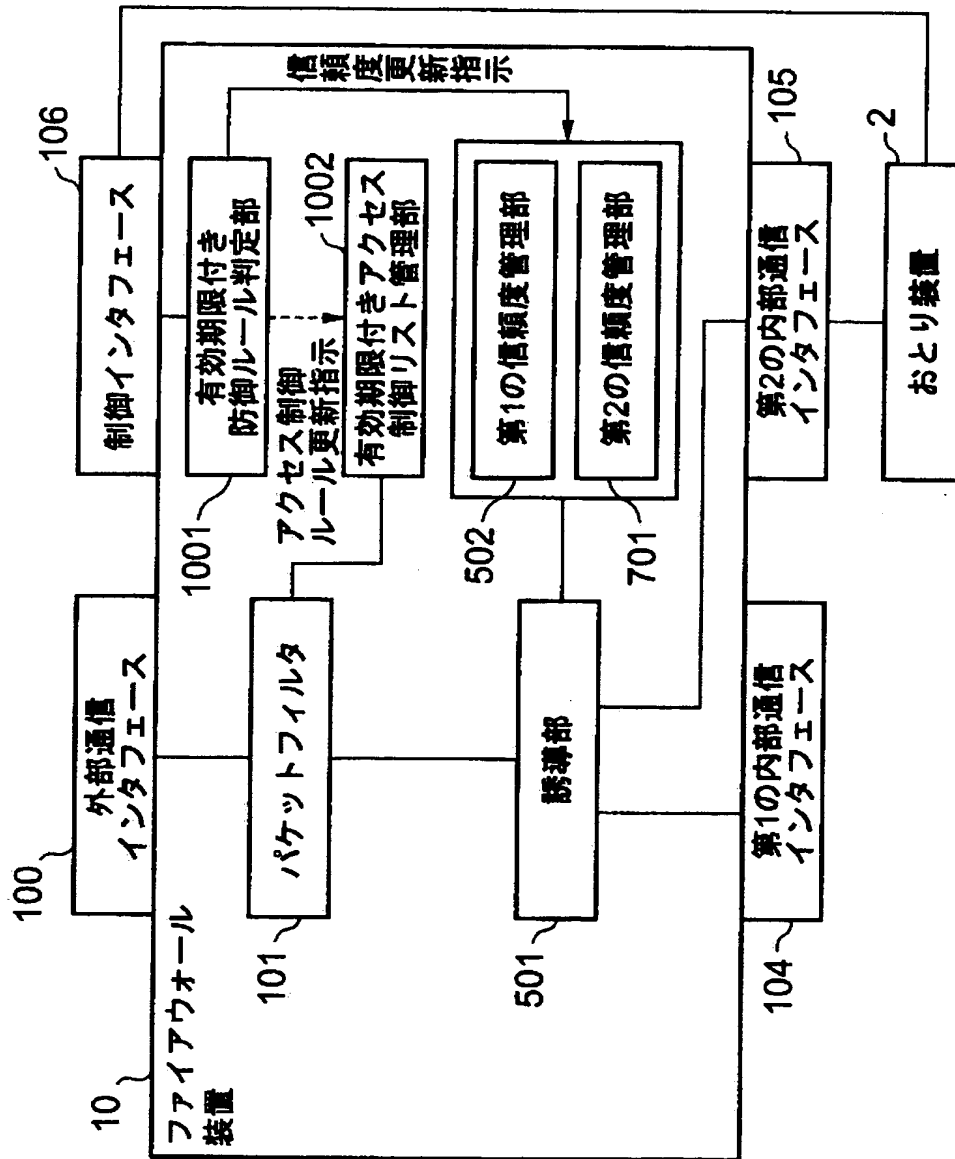 10
ファイアウォール
装置
100
外部通信
インタフェース
106
制御インタフェース
1001
有効期限付き
防御ルール判定部
信頼度更新指示
アクセス制御
ルール更新指示
1002
有効期限付きアクセス
制御リスト管理部
101
パケットフィルタ
502
第1の信頼度管理部
701
第2の信頼度管理部
501
誘導部
104
第1の内部通信
インタフェース
105
第2の内部通信
インタフェース
2
おとり装置